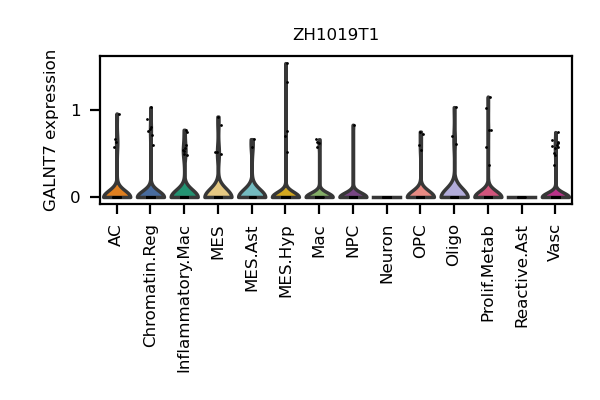 ZH1019T1
GALNT7 expression
1
0
AC
Chromatin.Reg
Inflammatory.Mac
MES
MES.Ast
MES.Hyp
Mac
NPC
Neuron
OPC
Oligo
Prolif.Metab
Reactive.Ast
Vasc